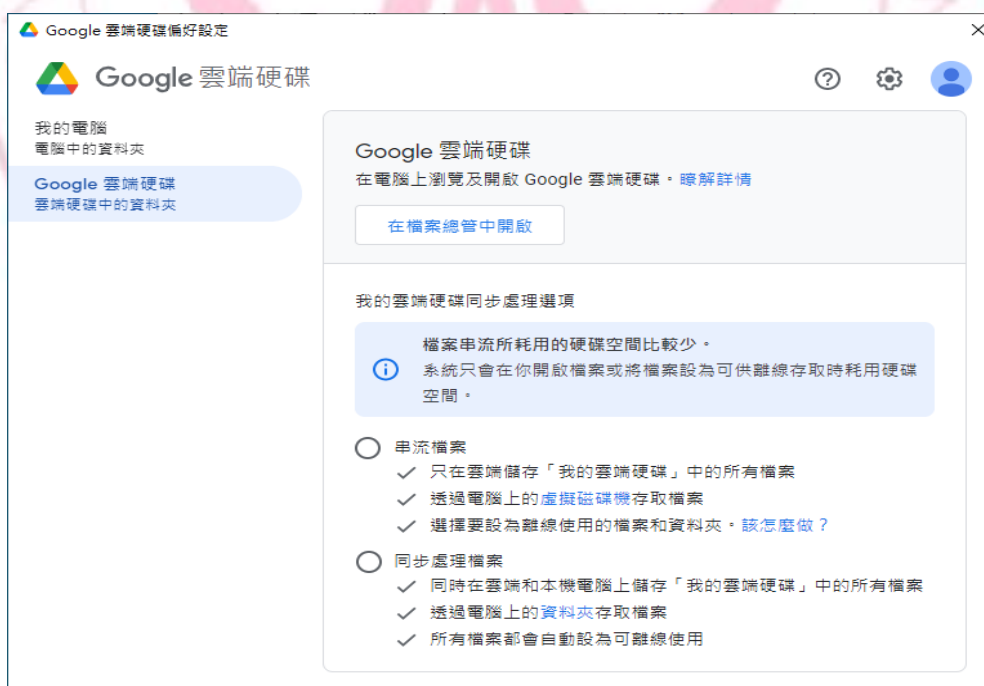 Google 雲端硬碟偏好設定
Google 雲端硬碟
我的電腦
電腦中的資料夾
Google 雲端硬碟
雲端硬碟中的資料夾
Google 雲端硬碟
在電腦上瀏覽及開啟 Google 雲端硬碟。瞭解詳情
在檔案總管中開啟
我的雲端硬碟同步處理選項
檔案串流所耗用的硬碟空間比較少。
系統只會在你開啟檔案或將檔案設為可供離線存取時耗用硬碟
空間。
串流檔案
只在雲端儲存「我的雲端硬碟」中的所有檔案
透過電腦上的虛擬磁碟機存取檔案
選擇要設為離線使用的檔案和資料夾。該怎麼做？
同步處理檔案
同時在雲端和本機電腦上儲存「我的雲端硬碟」中的所有檔案
透過電腦上的資料夾存取檔案
所有檔案都會自動設為可離線使用